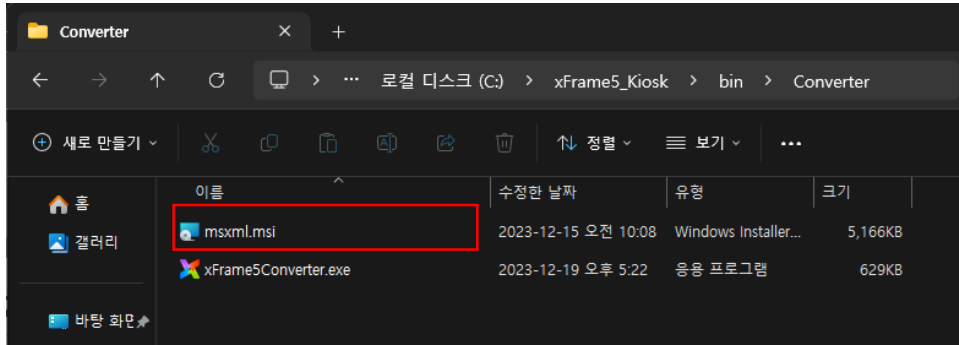 Converter
··· 로컬 디스크 (C:) > xFrame5_Kiosk > bin > Converter
새로 만들기 정렬 보기 ···
홈
갤러리
바탕 화면
이름 수정한 날짜 유형 크기
msxml.msi 2023-12-15 오전 10:08 Windows Installer... 5,166KB
xFrame5Converter.exe 2023-12-19 오후 5:22 응용 프로그램 629KB